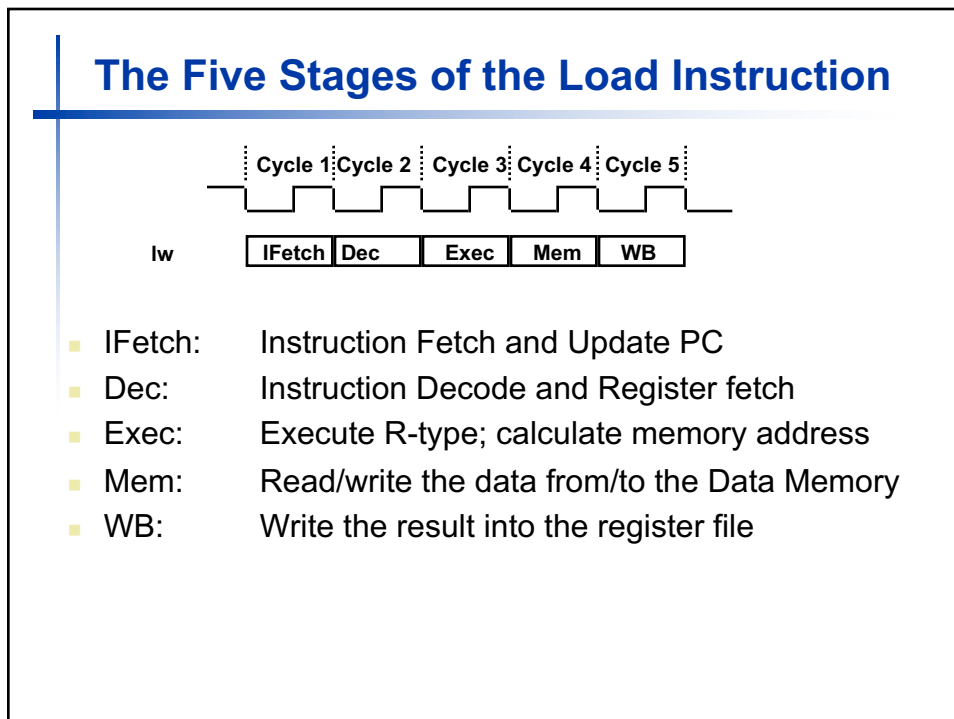 The Five Stages of the Load Instruction
Cycle 1 Cycle 2 Cycle 3 Cycle 4 Cycle 5
lw IFetch Dec Exec Mem WB
IFetch: Instruction Fetch and Update PC
Dec: Instruction Decode and Register fetch
Exec: Execute R-type; calculate memory address
Mem: Read/write the data from/to the Data Memory
WB: Write the result into the register file